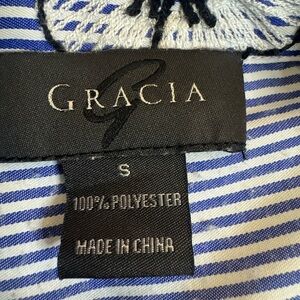 GRACIA
S
100% POLYESTER
MADE IN CHINA